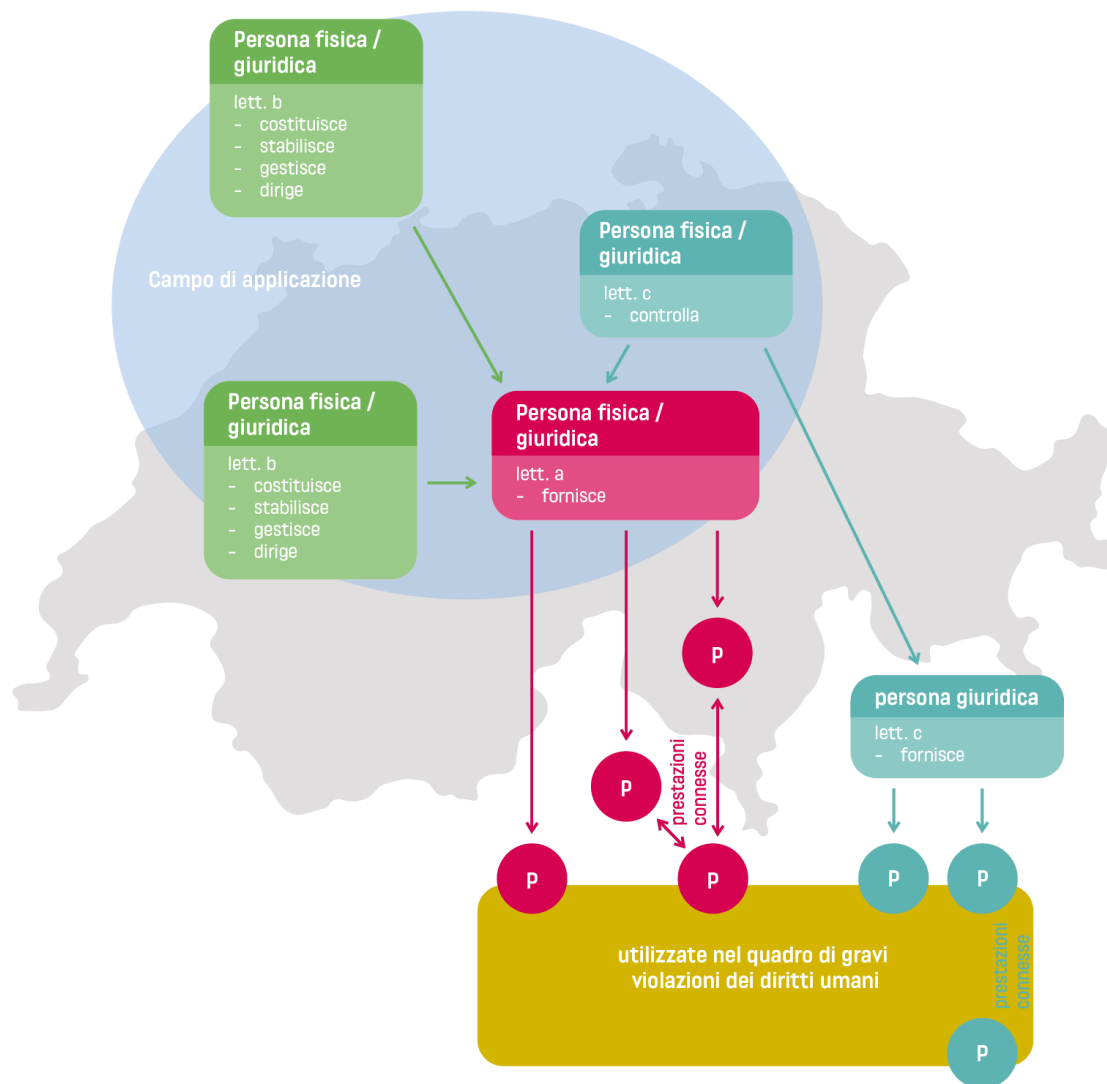 Persona fisica /
giuridica
lett. b
- costituisce
- stabilisce
- gestisce
- dirige
Persona fisica /
giuridica
lett. c
- controlla
Campo di applicazione
Persona fisica /
giuridica
lett. b
- costituisce
- stabilisce
- gestisce
- dirige
Persona fisica /
giuridica
lett. a
- fornisce
P
persona giuridica
lett. c
- fornisce
P
prestazioni
connesse
P
P
P
P
utilizzate nel quadro di gravi
violazioni dei diritti umani
prestazioni
connesse
P